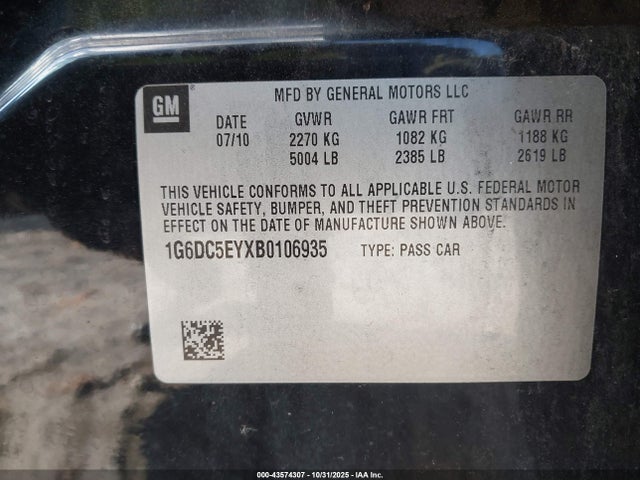 GM
MFD BY GENERAL MOTORS LLC
DATE GVWR GAWR FRT GAWR RR
07/10 2270 KG 1082 KG 1188 KG
5004 LB 2385 LB 2619 LB
THIS VEHICLE CONFORMS TO ALL APPLICABLE U.S. FEDERAL MOTOR
VEHICLE SAFETY, BUMPER, AND THEFT PREVENTION STANDARDS IN
EFFECT ON THE DATE OF MANUFACTURE SHOWN ABOVE.
1G6DC5EYXB0106935 TYPE: PASS CAR
000-43574307 - 10/31/2025 - IAA Inc.